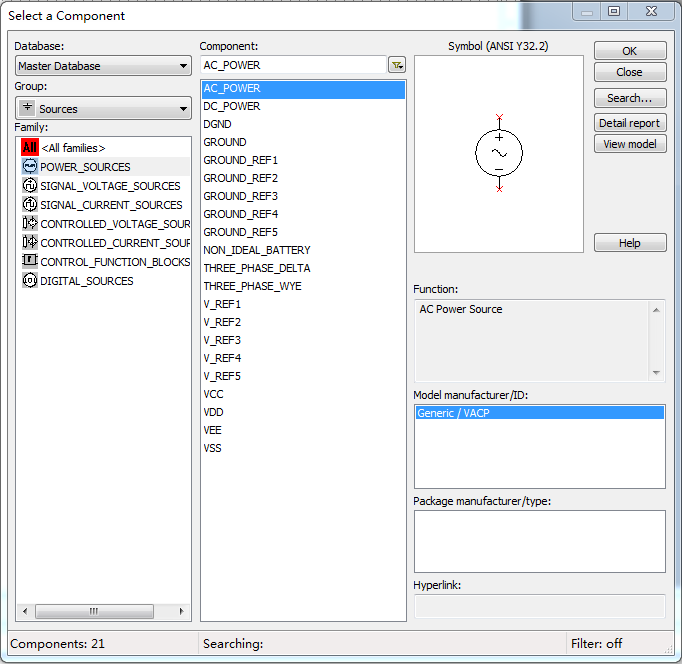 Select a Component
Database:
Master Database
Group:
Sources
Family:
All <All families>
POWER_SOURCES
SIGNAL_VOLTAGE_SOURCES
SIGNAL_CURRENT_SOURCES
CONTROLLED_VOLTAGE_SOUR
CONTROLLED_CURRENT_SOUR
CONTROL_FUNCTION_BLOCKS
DIGITAL_SOURCES
Component:
AC_POWER
AC_POWER
DC_POWER
DGND
GROUND
GROUND_REF1
GROUND_REF2
GROUND_REF3
GROUND_REF4
GROUND_REF5
NON_IDEAL_BATTERY
THREE_PHASE_DELTA
THREE_PHASE_WYE
V_REF1
V_REF2
V_REF3
V_REF4
V_REF5
VCC
VDD
VEE
VSS
Symbol (ANSI Y32.2)
OK
Close
Search...
Detail report
View model
Help
Function:
AC Power Source
Model manufacturer/ID:
Generic / VACP
Package manufacturer/type:
Hyperlink:
Components: 21
Searching:
Filter: off